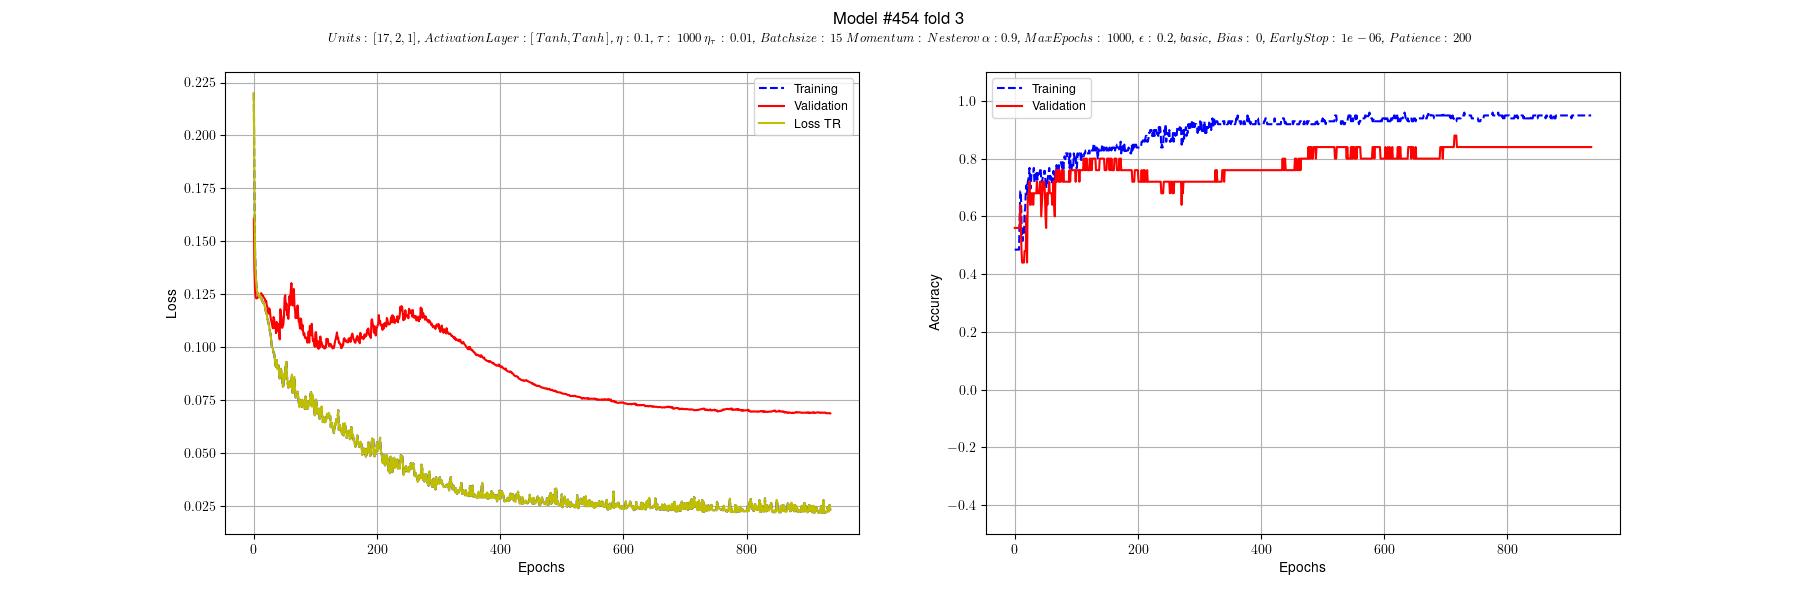 Model #454 fold 3
Units : [17, 2, 1], ActivationLayer : [Tanh, Tanh], η : 0.1, τ : 1000 η_τ : 0.01, Batchsize : 15 Momentum : Nesterov α : 0.9, MaxEpochs : 1000, ϵ : 0.2, basic, Bias : 0, EarlyStop : 1e − 06, Patience : 200
0.225
0.200
0.175
0.150
0.125
0.100
0.075
0.050
0.025
Loss
0 200 400 600 800
Epochs
Training
Validation
Loss TR
1.0
0.8
0.6
0.4
0.2
0.0
−0.2
−0.4
Accuracy
0 200 400 600 800
Epochs
Training
Validation